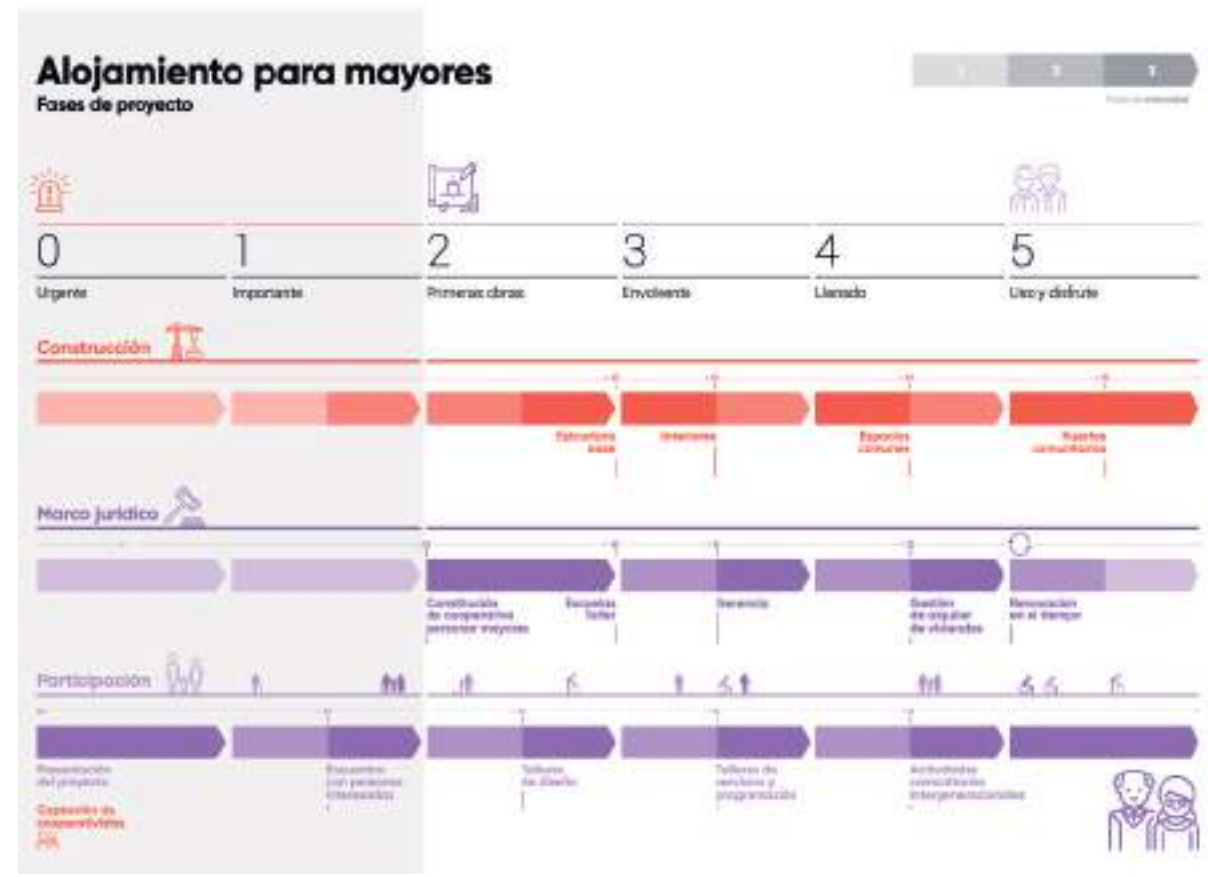 Alojamiento para mayores
Fases de proyecto
1 2 3
0 1 2 3 4 5
Urgente Importante Primeras obras Envolvente Llenado Uso y disfrute
Construcción
Estructura Interiores Espacios Huertos
base comunes comunitarios
Marco jurídico
Constitución Escuelas Gerencia Gestión Renovación
de cooperativa taller de alquiler en el tiempo
personas mayores de viviendas
Participación
Presentación Encuentros Talleres Talleres de Actividades
del proyecto con personas de diseño servicios y
interesadas programación intergeneracionales
Captación de
cooperativistas